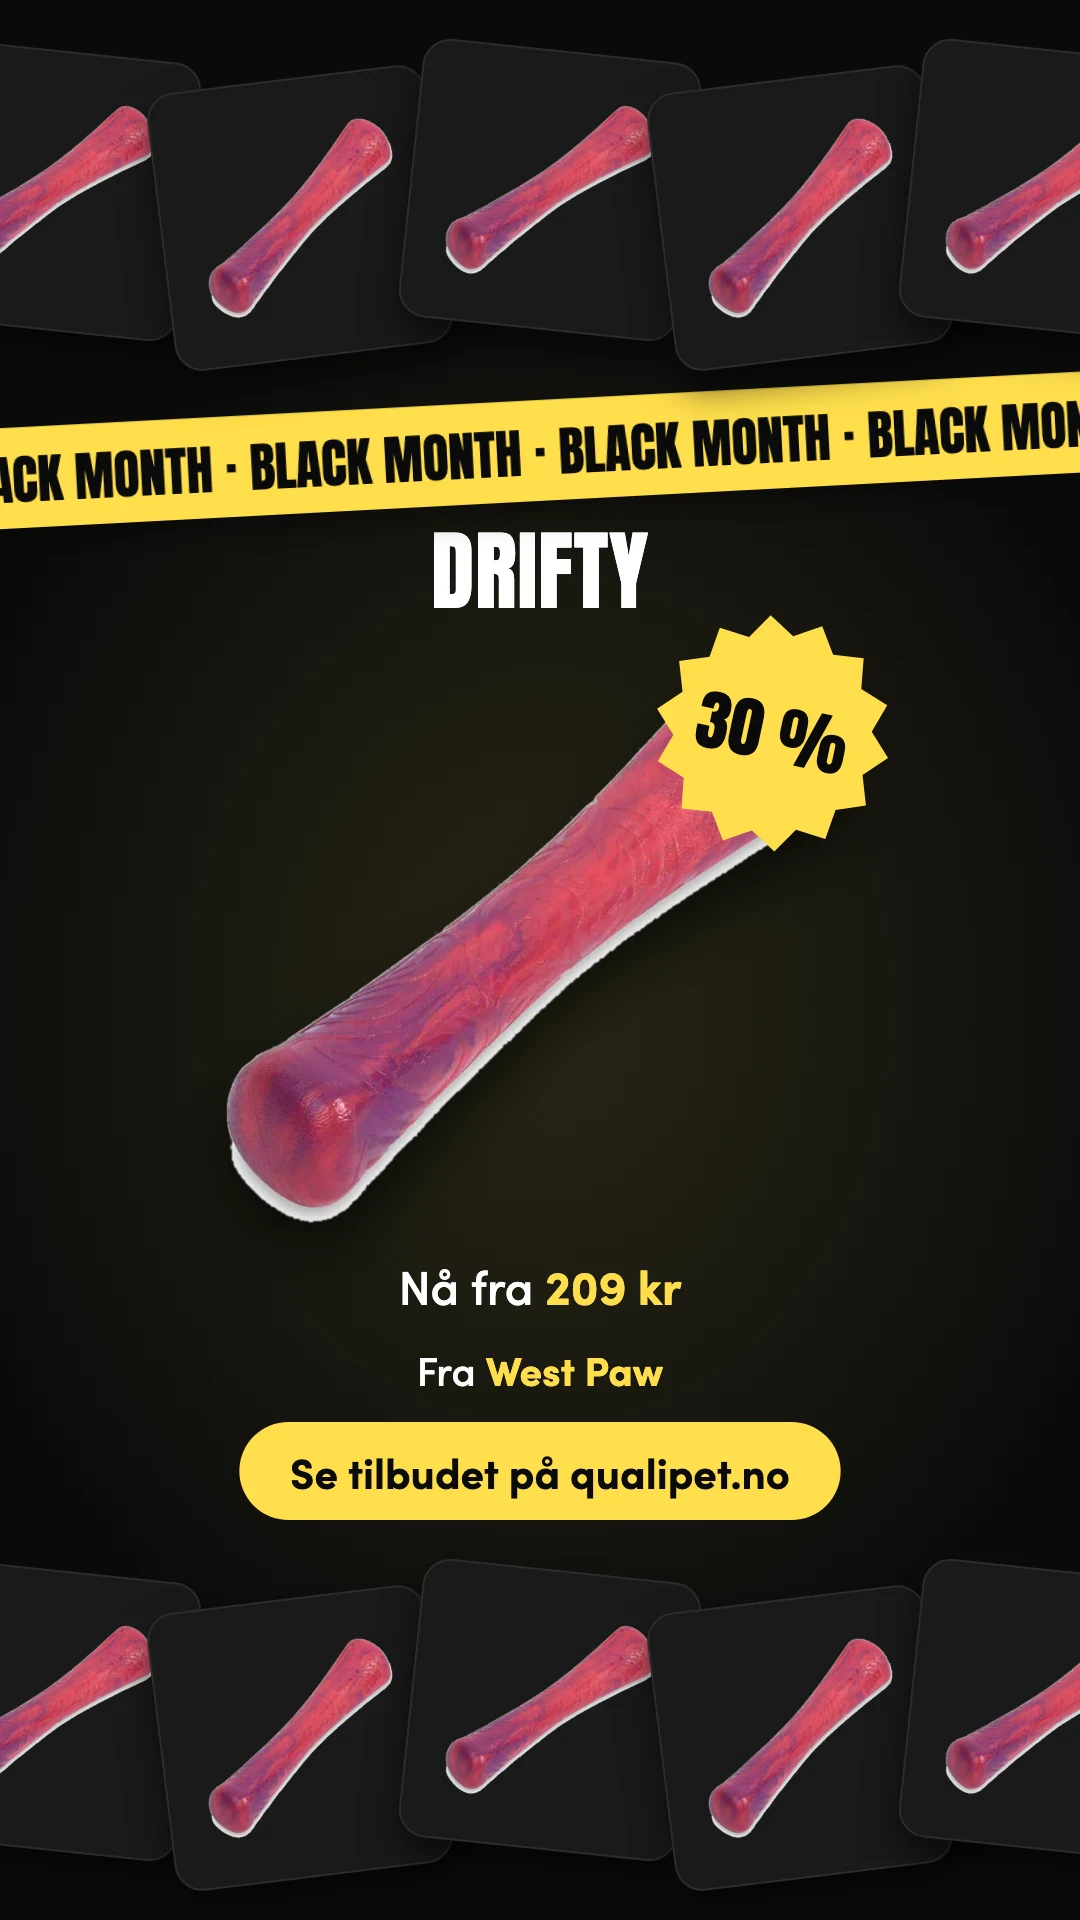 ACK MONTH · BLACK MONTH · BLACK MONTH · BLACK MON
DRIFTY
30 %
Nå fra 209 kr
Fra West Paw
Se tilbudet på qualipet.no